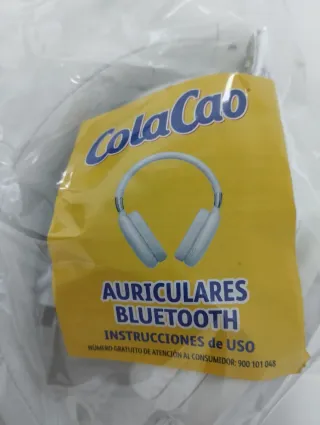 ColaCao
AURICULARES
BLUETOOTH
INSTRUCCIONES de USO
NÚMERO GRATUITO DE ATENCIÓN AL CONSUMIDOR: 900 101 048